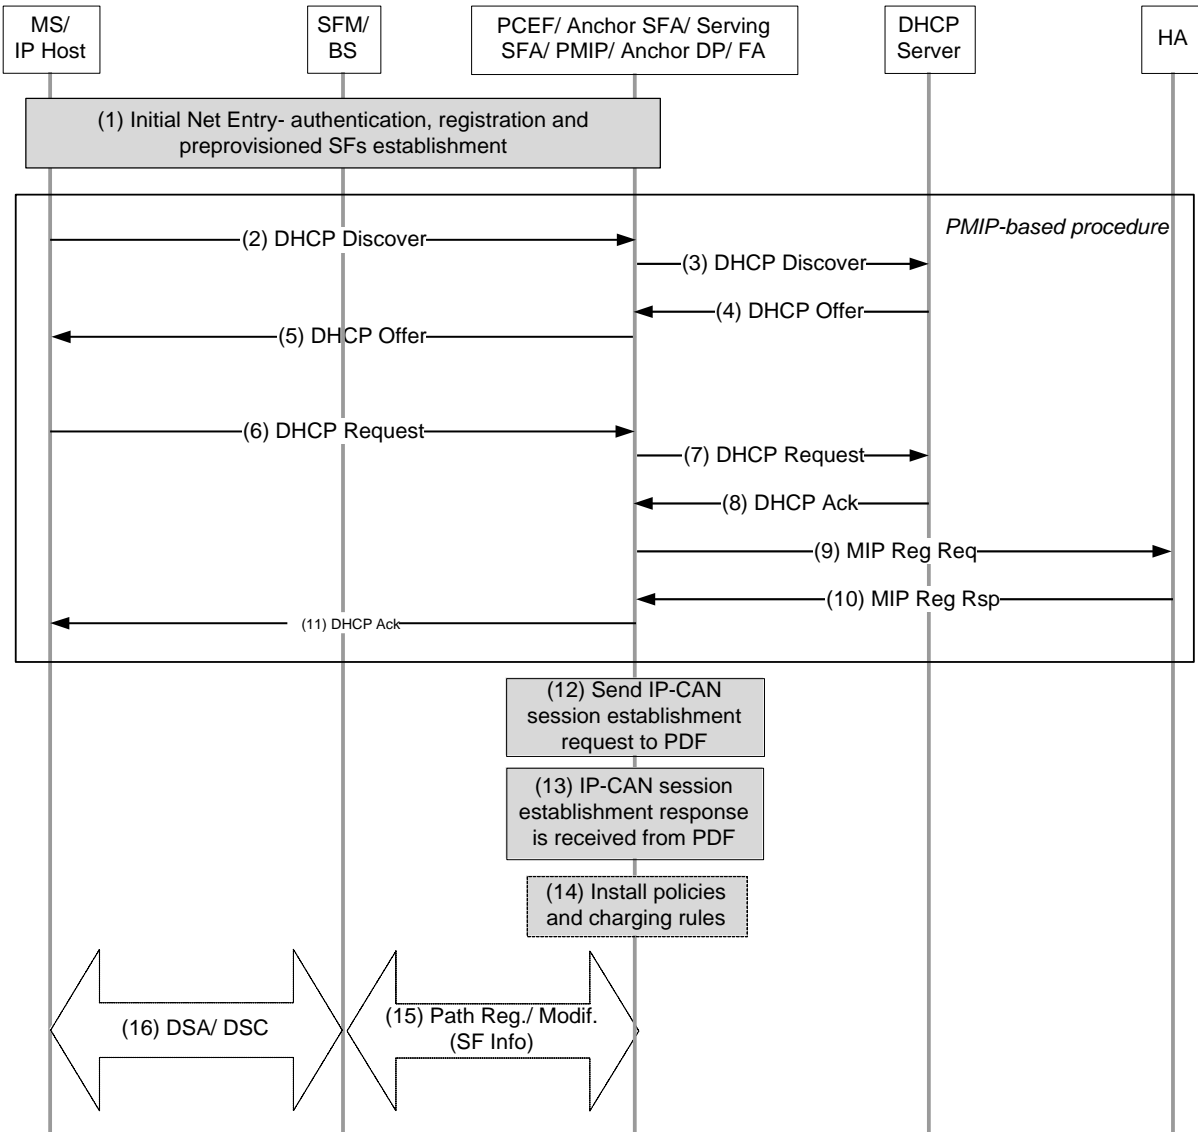 MS/
IP Host
SFM/
BS
PCEF/ Anchor SFA/ Serving
SFA/ PMIP/ Anchor DP/ FA
DHCP
Server
HA
(1) Initial Net Entry- authentication, registration and
preprovisioned SFs establishment
PMIP-based procedure
(2) DHCP Discover
(3) DHCP Discover
(4) DHCP Offer
(5) DHCP Offer
(6) DHCP Request
(7) DHCP Request
(8) DHCP Ack
(9) MIP Reg Req
(10) MIP Reg Rsp
(11) DHCP Ack
(12) Send IP-CAN
session establishment
request to PDF
(13) IP-CAN session
establishment response
is received from PDF
(14) Install policies
and charging rules
(16) DSA/ DSC
(15) Path Reg./ Modif.
(SF Info)